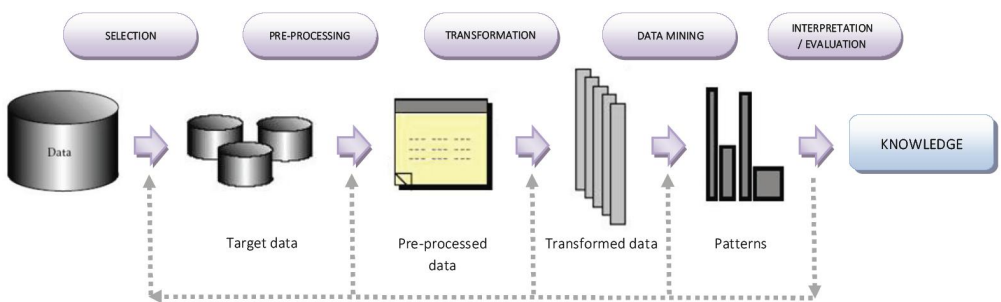 SELECTION
PRE-PROCESSING
TRANSFORMATION
DATA MINING
INTERPRETATION
/ EVALUATION
Data
KNOWLEDGE
Target data
Pre-processed
data
Transformed data
Patterns